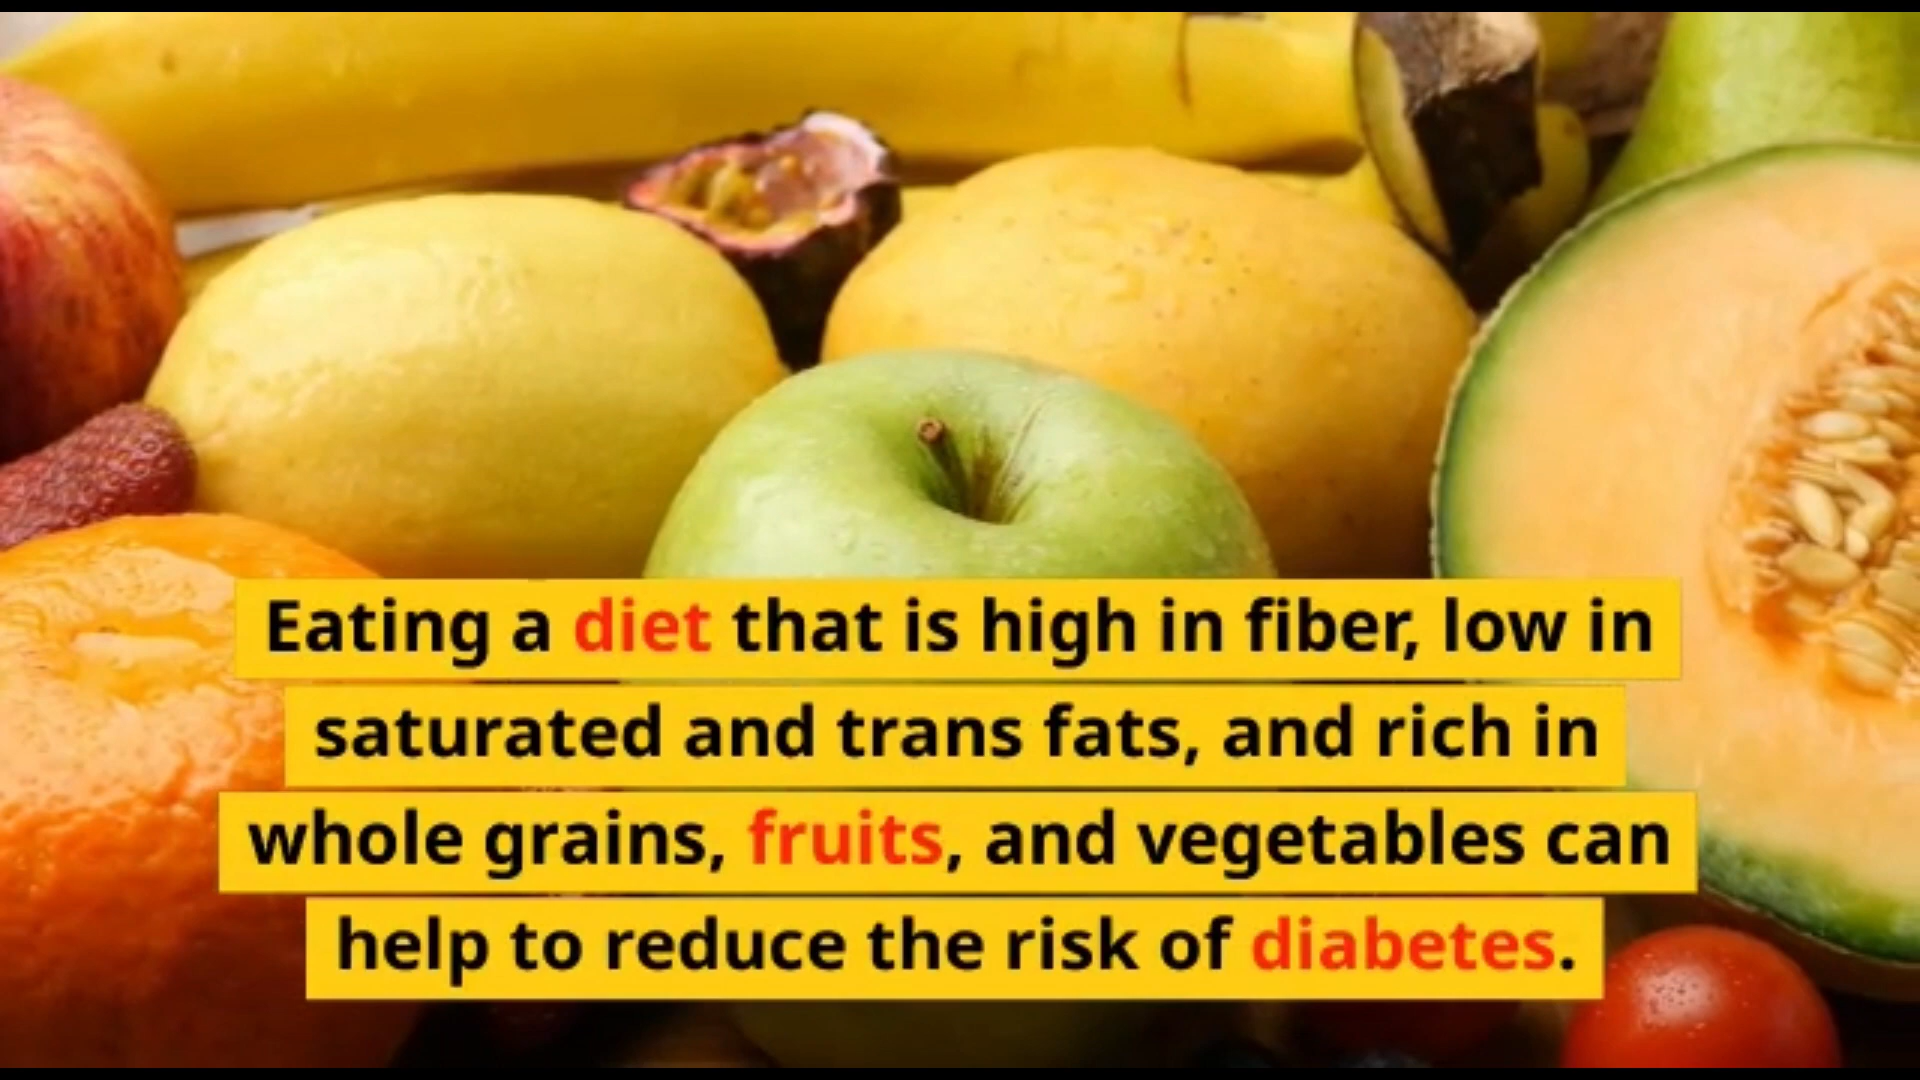 Eating a diet that is high in fiber, low in
saturated and trans fats, and rich in
whole grains, fruits, and vegetables can
help to reduce the risk of diabetes.